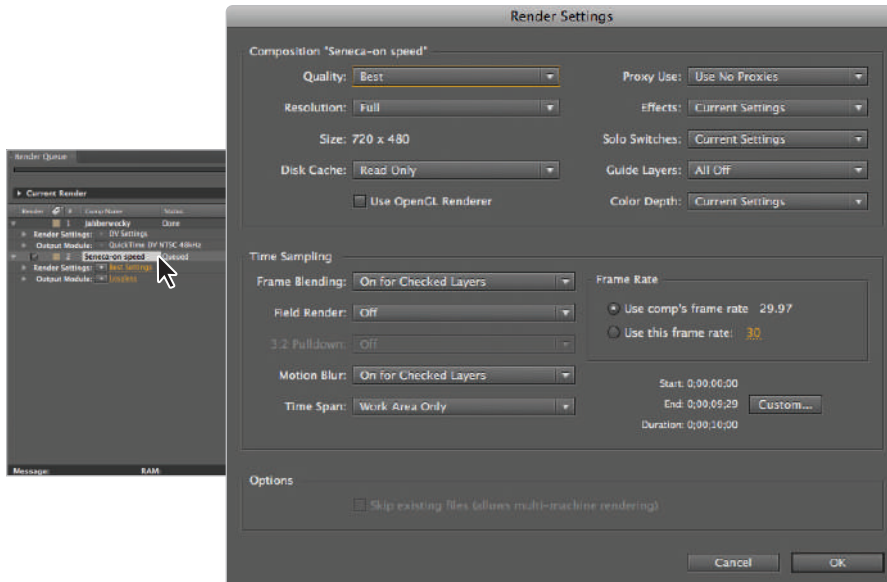 Render Settings
Composition "Seneca-on speed"
Quality: Best
Proxy Use: Use No Proxies
Resolution: Full
Effects: Current Settings
Size: 720 x 480
Solo Switches: Current Settings
Disk Cache: Read Only
Guide Layers: All Off
Use OpenGL Renderer
Color Depth: Current Settings
Time Sampling
Frame Blending: On for Checked Layers
Field Render: Off
3:2 Pulldown: Off
Motion Blur: On for Checked Layers
Time Span: Work Area Only
Frame Rate
Use comp's frame rate 29.97
Use this frame rate: 30
Start: 0;00;00;00
End: 0;00;09;29 Custom...
Duration: 0;00;10;00
Options
Skip existing files (allows multi-machine rendering)
Cancel OK
Render Queue
Current Render
Render # Comp Name Status
1 Jabberwocky Done
Render Settings: DV Settings
Output Module: QuickTime DV NTSC 48kHz
2 Seneca-on speed Queued
Render Settings: Best Settings
Output Module: Lossless
Message: RAM: